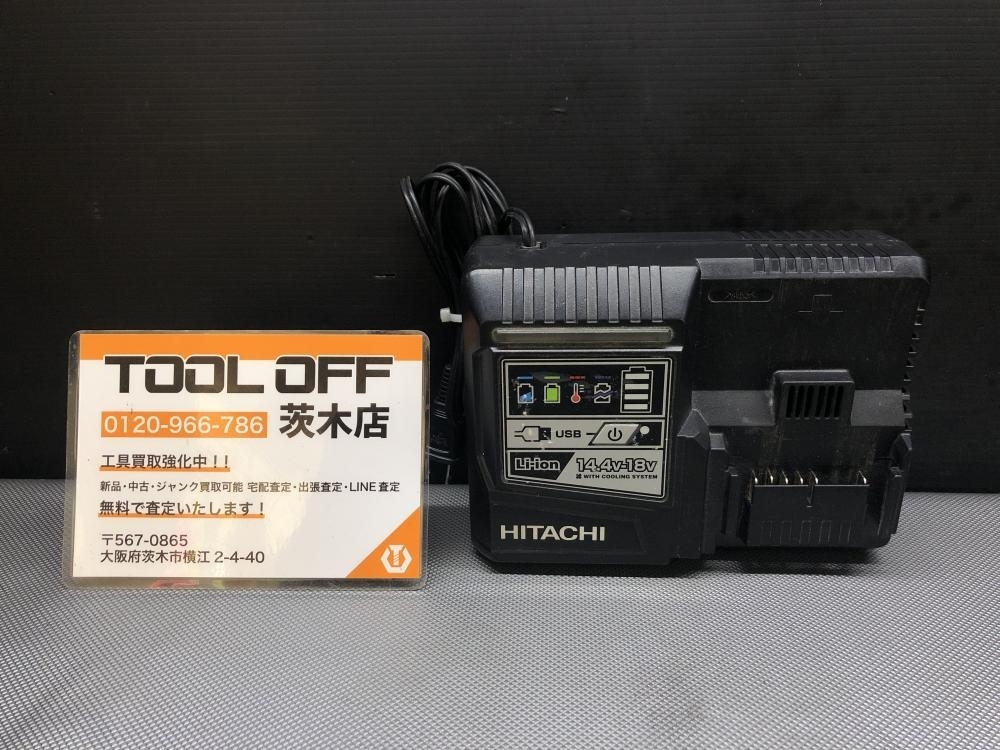 TOOL OFF
0120-966-786 茨木店
工具買取強化中!!
新品・中古・ジャンク買取可能 宅配査定・出張査定・LINE査定
無料で査定いたします!
〒567-0865
大阪府茨木市横江 2-4-40
USB
Li-ion 14.4v-18v
WITH COOLING SYSTEM
HITACHI